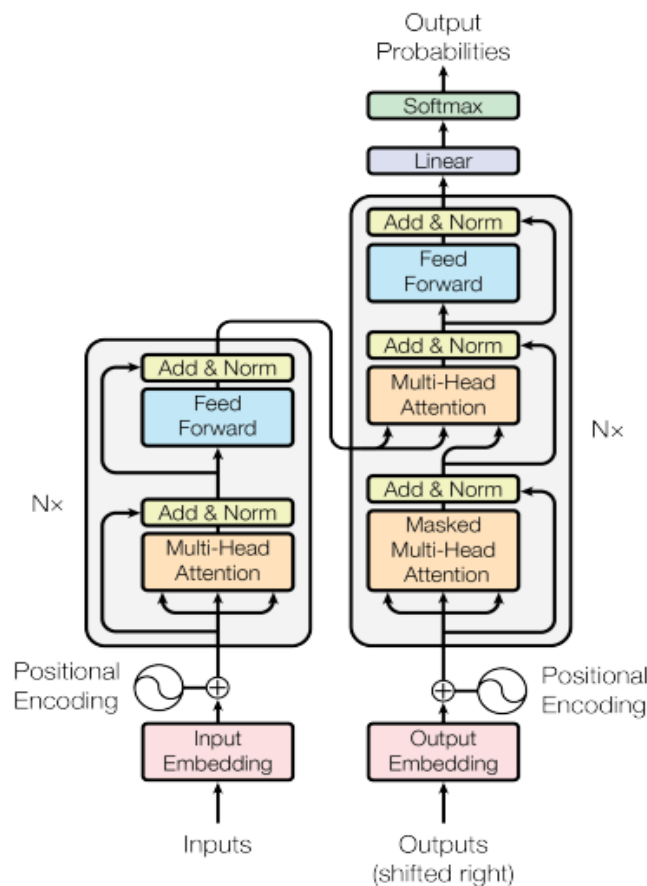 Output
Probabilities
Softmax
Linear
Add & Norm
Feed
Forward
Add & Norm
Multi-Head
Attention
Add & Norm
Masked
Multi-Head
Attention
Nx
Add & Norm
Feed
Forward
Add & Norm
Multi-Head
Attention
Nx
Positional
Encoding
Positional
Encoding
Input
Embedding
Output
Embedding
Inputs
Outputs
(shifted right)